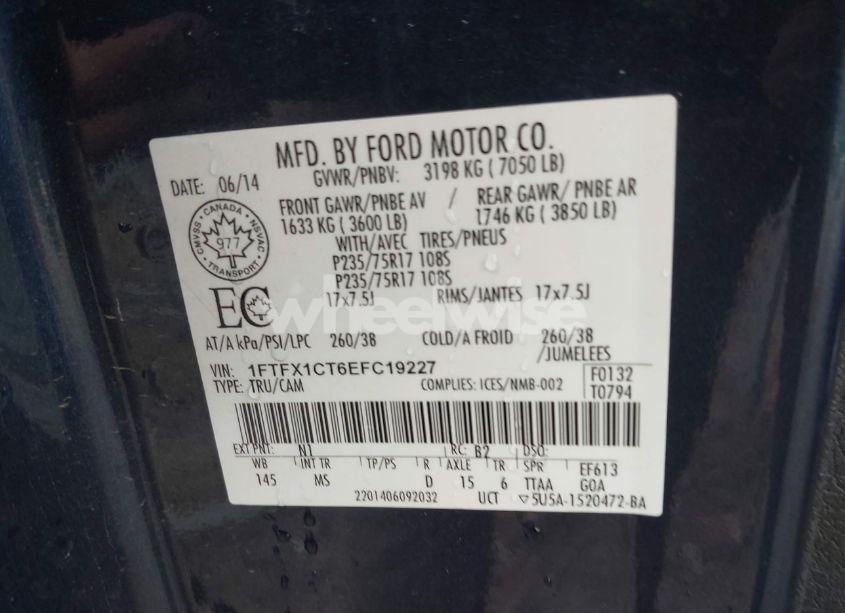 MFD. BY FORD MOTOR CO.
DATE: 06/14 GVWR/PNBV: 3198 KG ( 7050 LB)
FRONT GAWR/PNBE AV / REAR GAWR/ PNBE AR
1633 KG ( 3600 LB) 1746 KG ( 3850 LB)
CANADA
CMVSS • NSVAC
977
TRANSPORT
WITH/AVEC TIRES/PNEUS
P235/75R17 108S
P235/75R17 108S
17x7.5J RIMS/JANTES 17x7.5J
EC
wheelwise
AT/A kPa/PSI/LPC 260/38 COLD/A FROID 260/38
/JUMELEES
VIN: 1FTFX1CT6EFC19227
TYPE: TRU/CAM COMPLIES: ICES/NMB-002
F0132
T0794
EXT PNT: N1 RC: B2 DSO:
WB INT TR TP/PS R AXLE TR SPR EF613
145 MS D 15 6 TTAA GOA
2201406092032 UCT ▽5U5A-1520472-BA